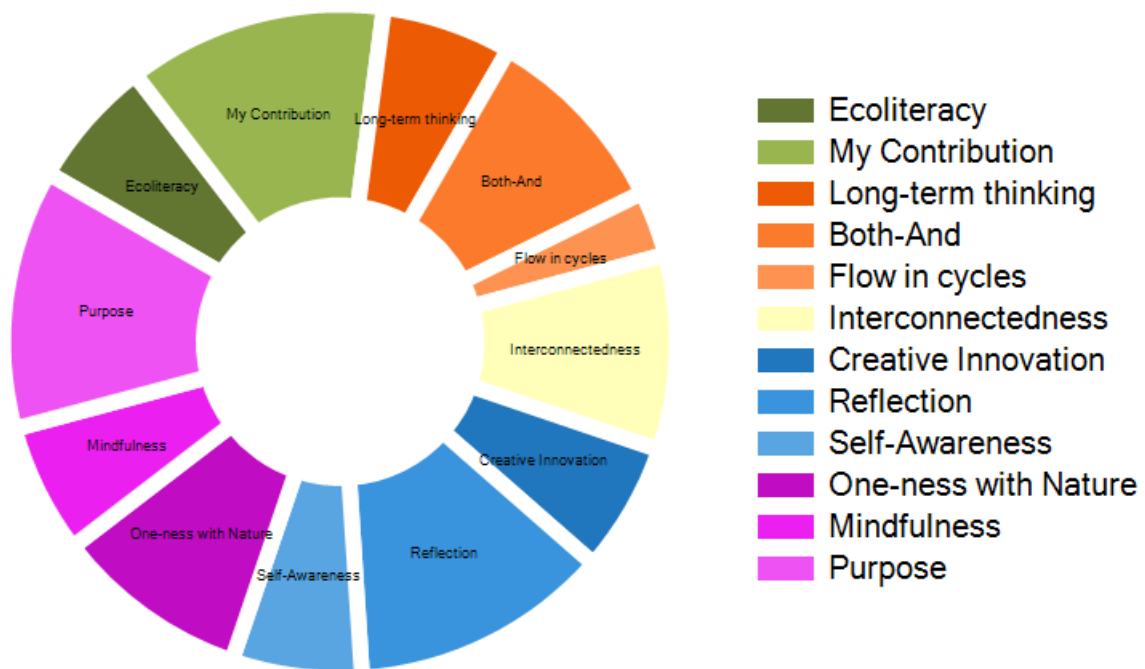 My Contribution
Long-term thinking
Both-And
Ecoliteracy
Flow in cycles
Purpose
Interconnectedness
Mindfulness
Creative Innovation
One-ness with Nature
Reflection
Self-Awareness
Ecoliteracy
My Contribution
Long-term thinking
Both-And
Flow in cycles
Interconnectedness
Creative Innovation
Reflection
Self-Awareness
One-ness with Nature
Mindfulness
Purpose